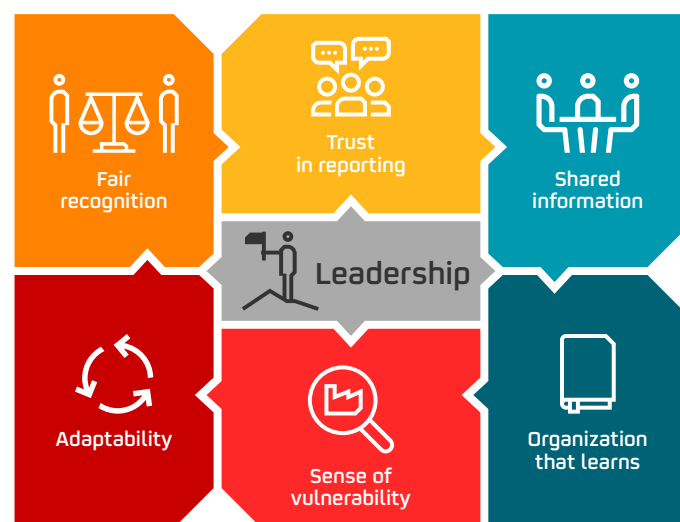 Fair
recognition
Trust
in reporting
Shared
information
Leadership
Adaptability
Sense of
vulnerability
Organization
that learns